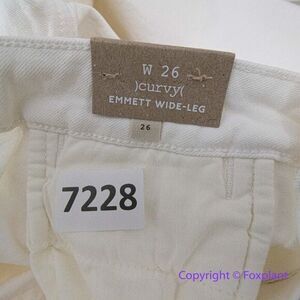 W 26
)curvy(
EMMETT WIDE-LEG
26
7228
Copyright © Foxplant